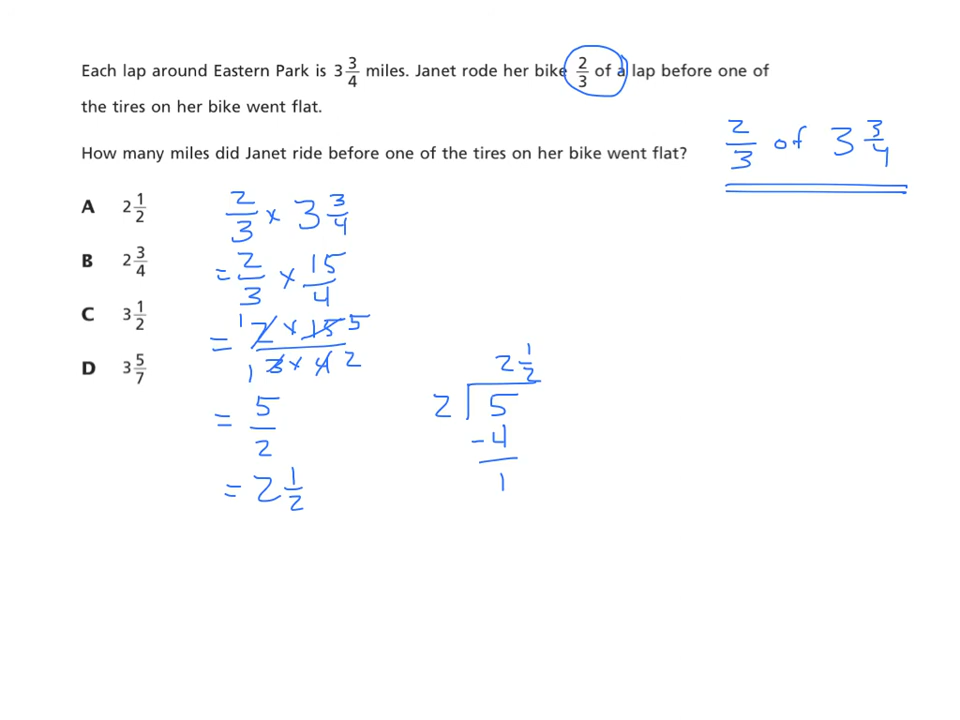 Each lap around Eastern Park is 3 3/4 miles. Janet rode her bike 2/3 of a lap before one of
the tires on her bike went flat.
2/3 of 3 3/4
How many miles did Janet ride before one of the tires on her bike went flat?
A 2 1/2
B 2 3/4
C 3 1/2
D 3 5/7
2/3 × 3 3/4
= 2/3 × 15/4
= 1 2 × 15 5 / 1 3 × 4 2
= 5/2
= 2 1/2
2 1/2
2 5
-4
1